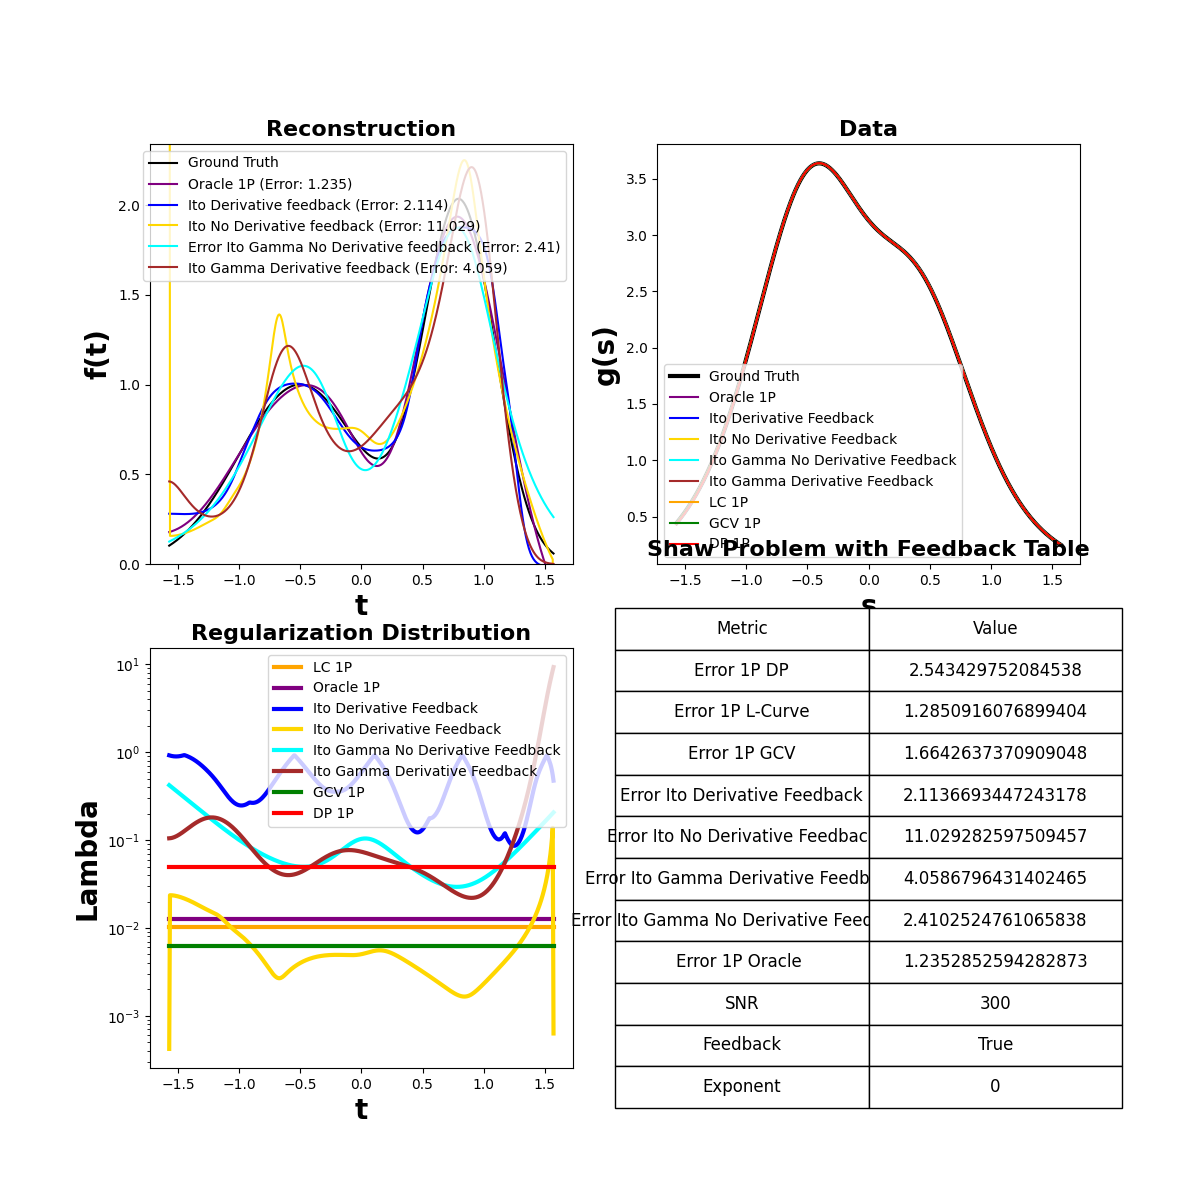 Reconstruction
f(t)
2.0
1.5
1.0
0.5
0.0
Ground Truth
Oracle 1P (Error: 1.235)
Ito Derivative feedback (Error: 2.114)
Ito No Derivative feedback (Error: 11.029)
Error Ito Gamma No Derivative feedback (Error: 2.41)
Ito Gamma Derivative feedback (Error: 4.059)
−1.5 −1.0 −0.5 0.0 0.5 1.0 1.5
t
Data
g(s)
3.5
3.0
2.5
2.0
1.5
1.0
0.5
Ground Truth
Oracle 1P
Ito Derivative Feedback
Ito No Derivative Feedback
Ito Gamma No Derivative Feedback
Ito Gamma Derivative Feedback
LC 1P
GCV 1P
DP 1P
−1.5 −1.0 −0.5 0.0 0.5 1.0 1.5
s
Regularization Distribution
Lambda
10¹
10⁰
10⁻¹
10⁻²
10⁻³
LC 1P
Oracle 1P
Ito Derivative Feedback
Ito No Derivative Feedback
Ito Gamma No Derivative Feedback
Ito Gamma Derivative Feedback
GCV 1P
DP 1P
−1.5 −1.0 −0.5 0.0 0.5 1.0 1.5
t
Shaw Problem with Feedback Table
Metric Value
Error 1P DP 2.543429752084538
Error 1P L-Curve 1.2850916076899404
Error 1P GCV 1.6642637370909048
Error Ito Derivative Feedback 2.1136693447243178
Error Ito No Derivative Feedbac 11.029282597509457
Error Ito Gamma Derivative Feedb 4.0586796431402465
Error Ito Gamma No Derivative Feec 2.4102524761065838
Error 1P Oracle 1.2352852594282873
SNR 300
Feedback True
Exponent 0